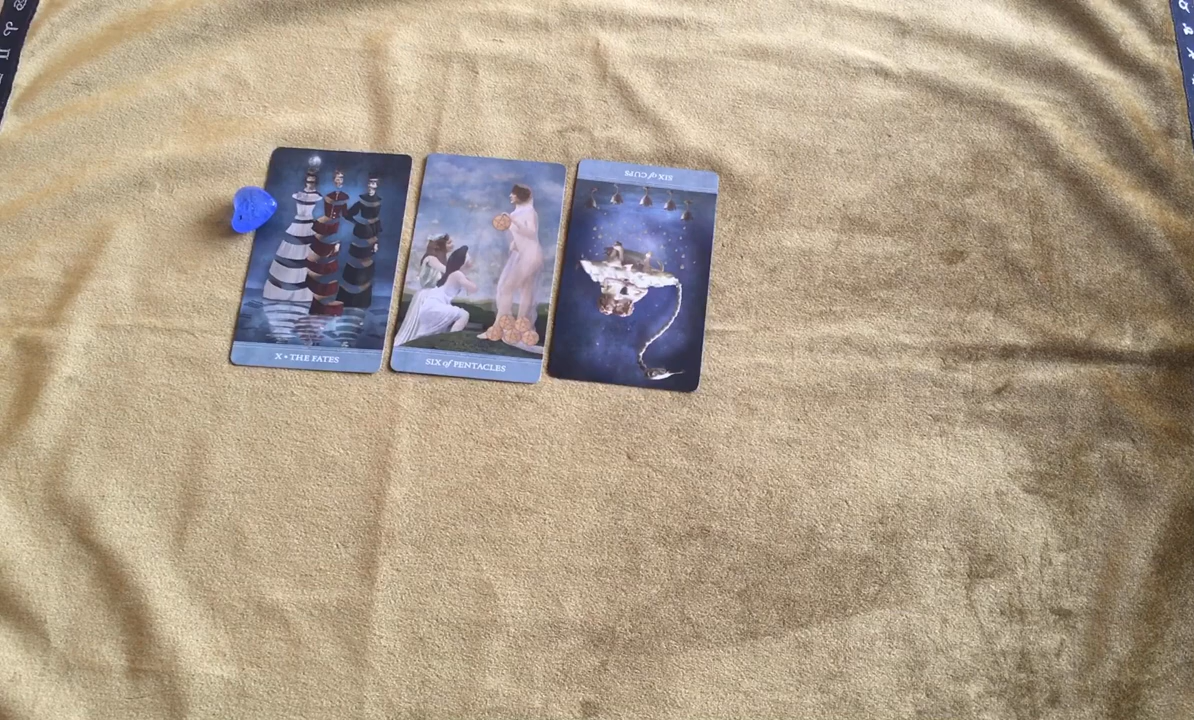 X • THE FATES
SIX of PENTACLES
SIX of CUPS